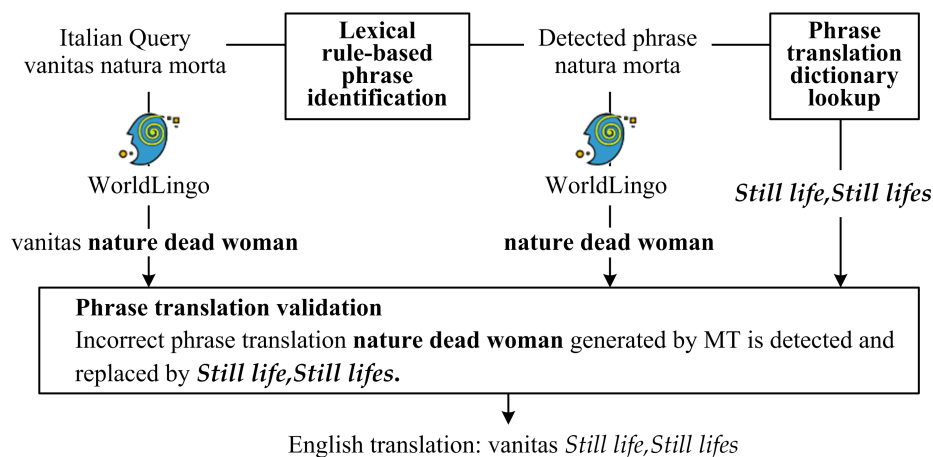 Italian Query
vanitas natura morta
Lexical
rule-based
phrase
identification
Detected phrase
natura morta
Phrase
translation
dictionary
lookup
WorldLingo
WorldLingo
Still life,Still lifes
vanitas nature dead woman
nature dead woman
Phrase translation validation
Incorrect phrase translation nature dead woman generated by MT is detected and
replaced by Still life,Still lifes.
English translation: vanitas Still life,Still lifes